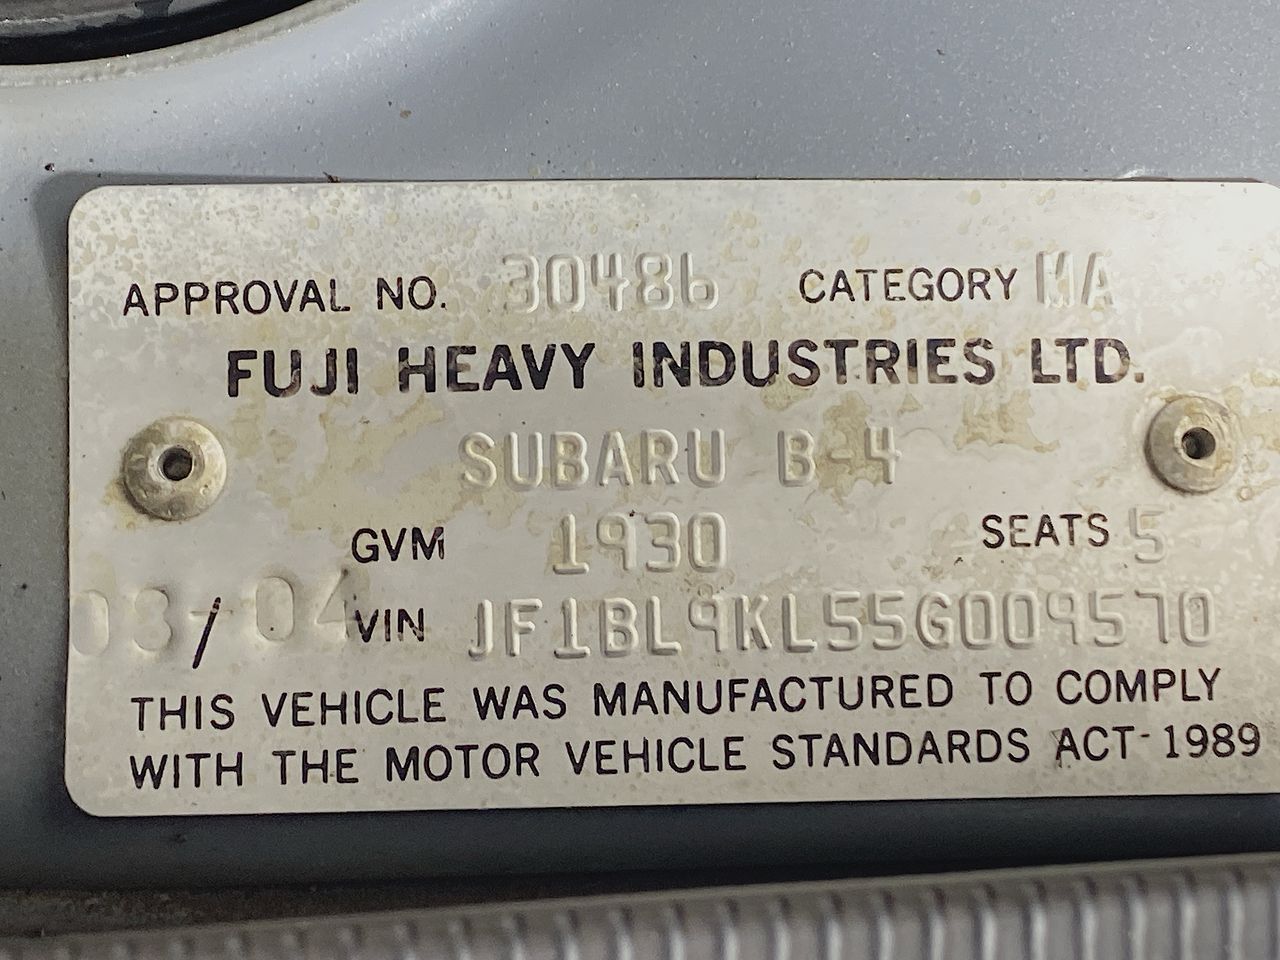 APPROVAL NO. 30486 CATEGORY MA
FUJI HEAVY INDUSTRIES LTD.
SUBARU B-4
GVM 1930 SEATS 5
03/04 VIN JF1BL9KL55G009570
THIS VEHICLE WAS MANUFACTURED TO COMPLY
WITH THE MOTOR VEHICLE STANDARDS ACT-1989